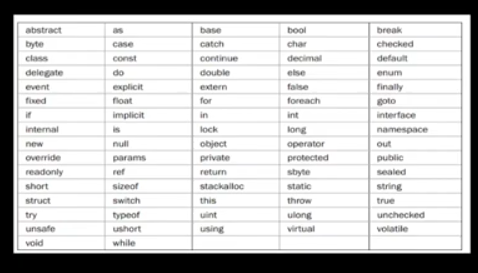 abstract as base bool break
byte case catch char checked
class const continue decimal default
delegate do double else enum
event explicit extern false finally
fixed float for foreach goto
if implicit in int interface
internal is lock long namespace
new null object operator out
override params private protected public
readonly ref return sbyte sealed
short sizeof stackalloc static string
struct switch this throw true
try typeof uint ulong unchecked
unsafe ushort using virtual volatile
void while